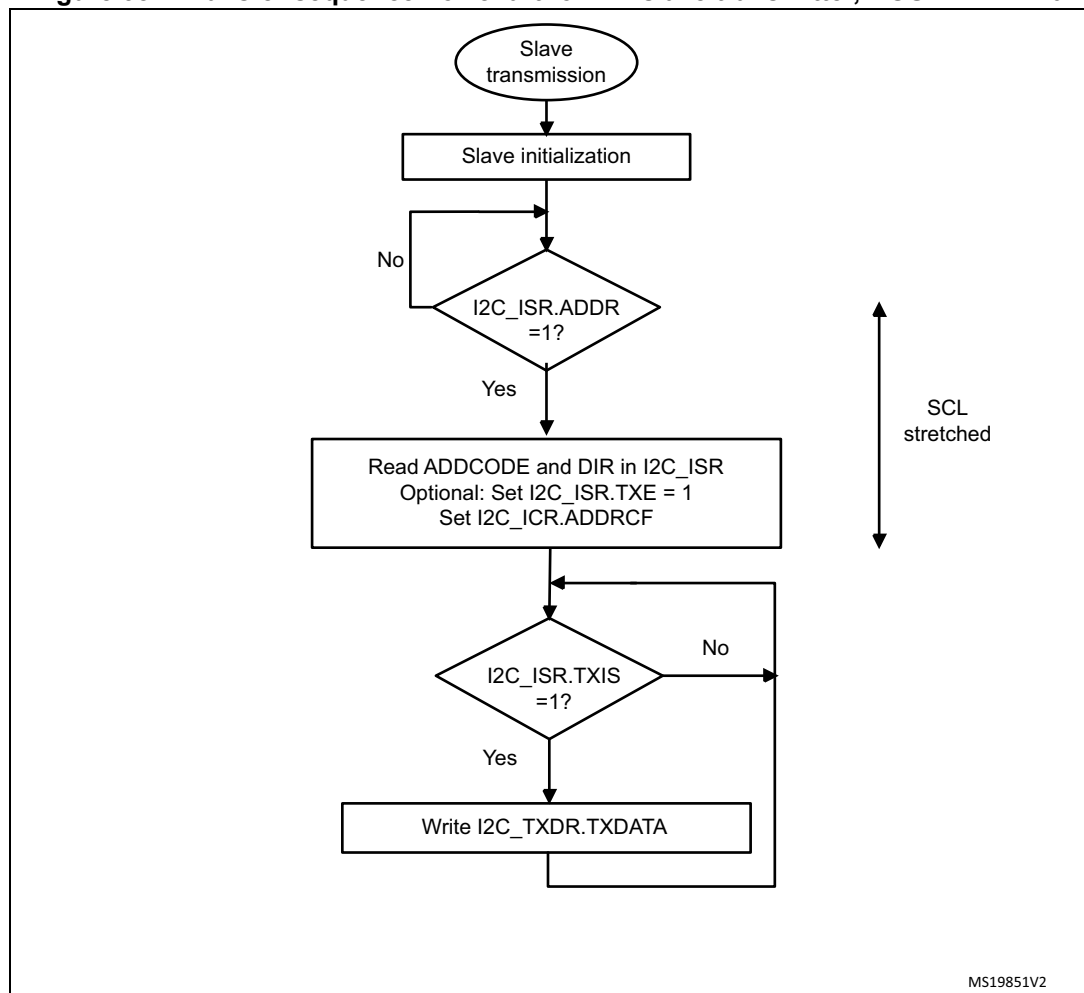 Slave
transmission
Slave initialization
No
I2C_ISR.ADDR
=1?
Yes
SCL
stretched
Read ADDCODE and DIR in I2C_ISR
Optional: Set I2C_ISR.TXE = 1
Set I2C_ICR.ADDRCF
I2C_ISR.TXIS
=1?
No
Yes
Write I2C_TXDR.TXDATA
MS19851V2